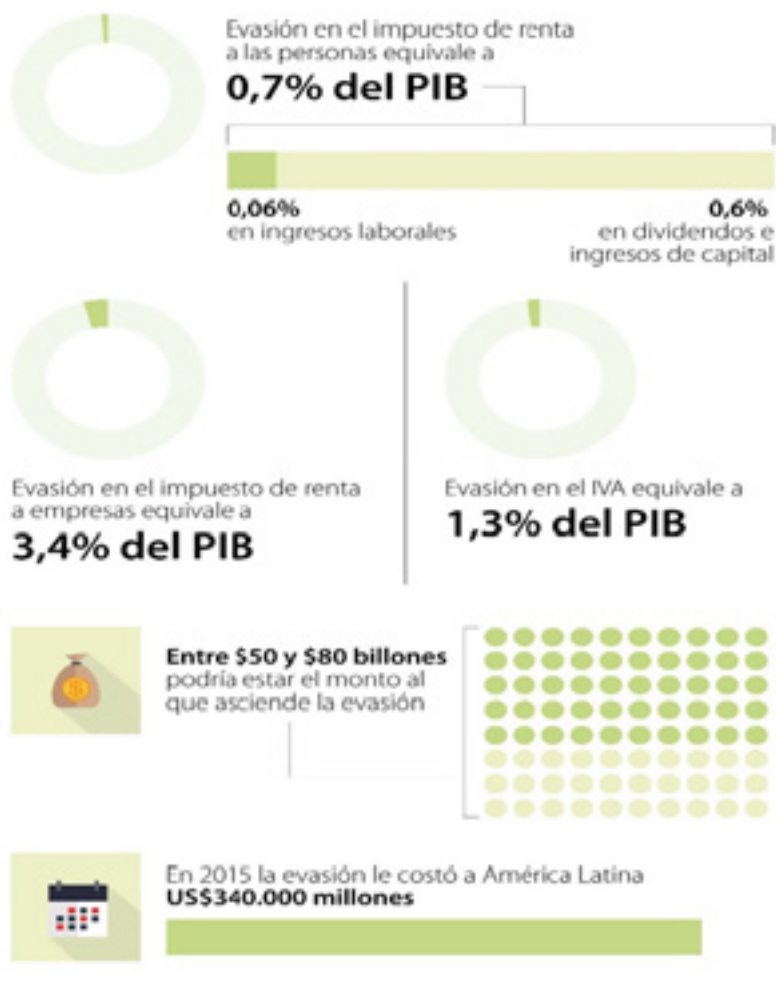 Evasión en el impuesto de renta
a las personas equivale a
0,7% del PIB
0,06%
en ingresos laborales
0,6%
en dividendos e
ingresos de capital
Evasión en el impuesto de renta
a empresas equivale a
3,4% del PIB
Evasión en el IVA equivale a
1,3% del PIB
Entre $50 y $80 billones
podría estar el monto al
que asciende la evasión
$
En 2015 la evasión le costó a América Latina
US$340.000 millones